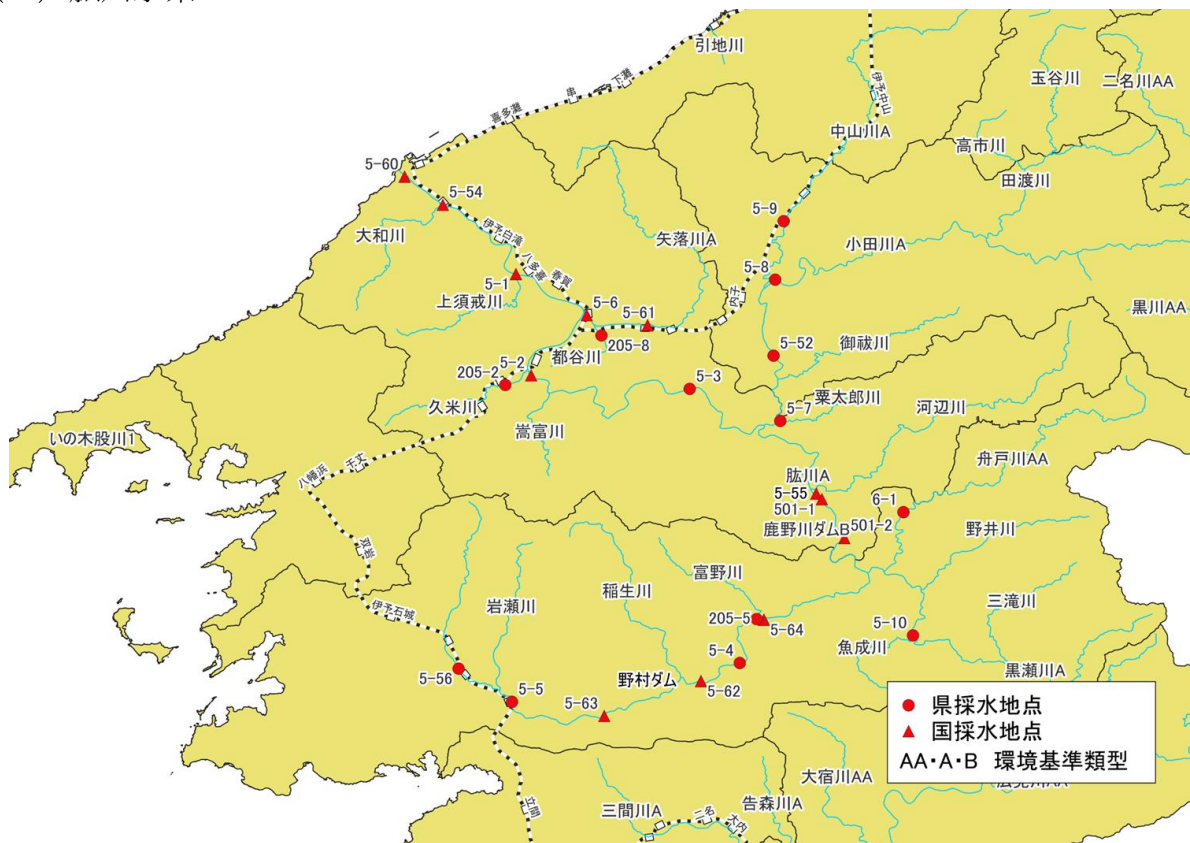 引地川
玉谷川
二名川AA
下灘
串
喜多灘
伊予中山
中山川A
高市川
田渡川
5-60
5-54
5-9
大和川
伊予白滝
矢落川A
小田川A
八多喜
春賀
5-8
5-1
内子
上須戒川
5-6
5-61
黒川AA
205-8
御祓川
都谷川
5-52
5-2
205-2
5-3
粟太郎川
久米川
5-7
河辺川
嵩富川
いの木股川1
千丈
八幡浜
舟戸川AA
肱川A
5-55
501-1
6-1
鹿野川ダムB
501-2
野井川
双岩
富野川
稲生川
岩瀬川
三滝川
伊予石城
205-5
5-64
5-10
魚成川
5-4
黒瀬川A
5-56
野村ダム
5-62
5-5
5-63
県採水地点
国採水地点
AA・A・B 環境基準類型
大宿川AA
立間
三間川A
二名
大内
告森川A